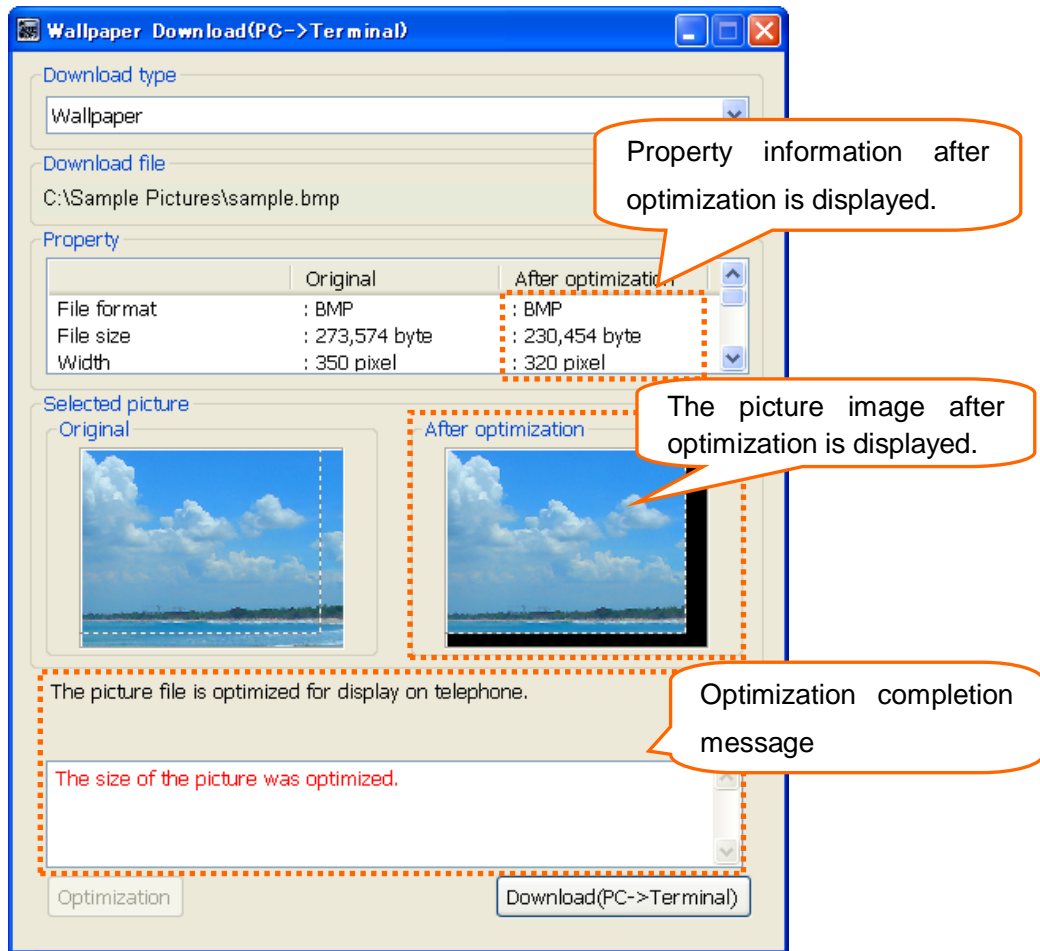 Wallpaper Download(PC->Terminal)
Download type
Wallpaper
Property information after
optimization is displayed.
Download file
C:\Sample Pictures\sample.bmp
Property
Original After optimization
File format : BMP : BMP
File size : 273,574 byte : 230,454 byte
Width : 350 pixel : 320 pixel
Selected picture
The picture image after
optimization is displayed.
Original After optimization
The picture file is optimized for display on telephone.
Optimization completion
message
The size of the picture was optimized.
Optimization Download(PC->Terminal)